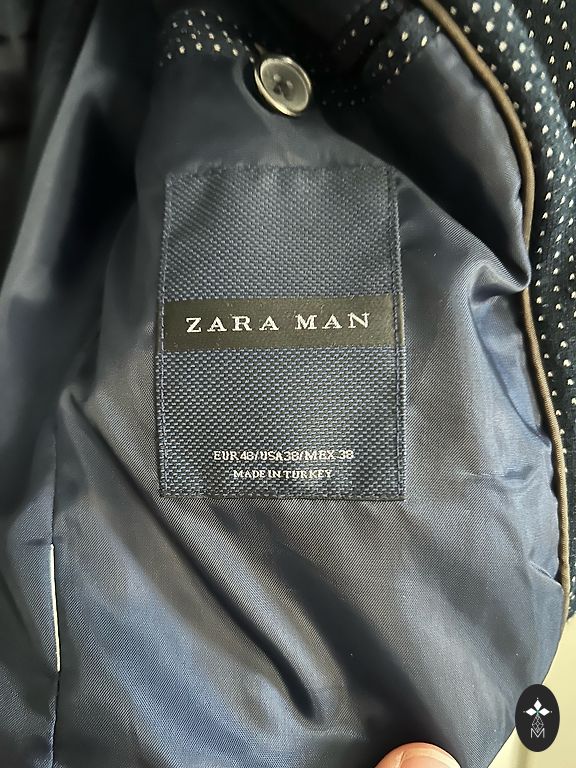 ZARA MAN
EUR 48/USA 38/MEX 38
MADE IN TURKEY